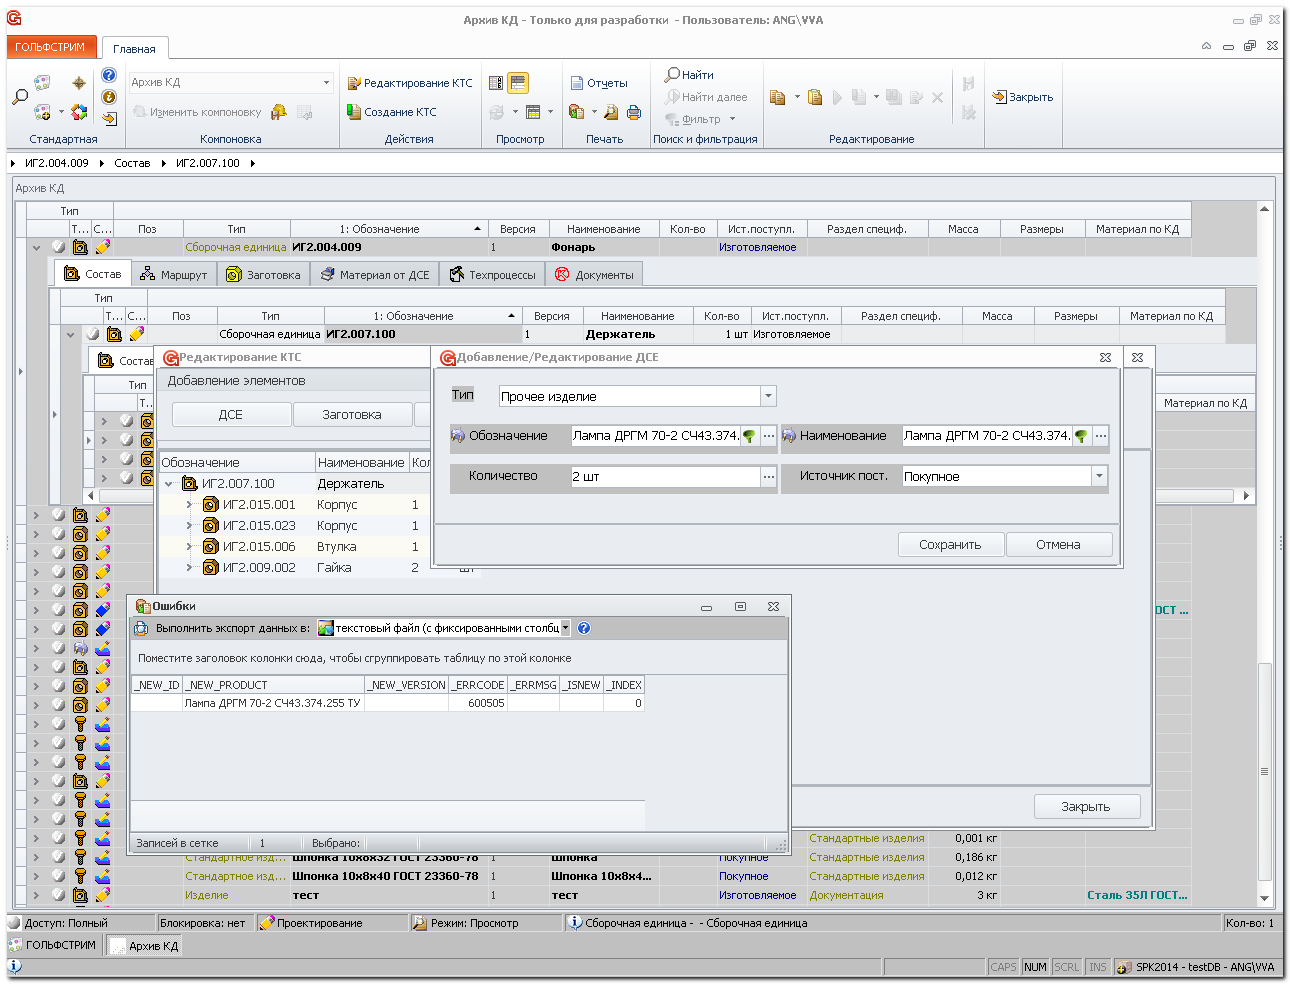 Архив КД - Только для разработки - Пользователь: ANG\VVA
ГОЛЬФСТРИМ
Главная
Архив КД
Изменить компоновку
Редактирование КТС
Создание КТС
Отчеты
Найти
Найти далее
Фильтр
Закрыть
Стандартная
Компоновка
Действия
Просмотр
Печать
Поиск и фильтрация
Редактирование
ИГ2.004.009
Состав
ИГ2.007.100
Архив КД
Тип
Т... С... Поз Тип 1: Обозначение Версия Наименование Кол-во Ист.поступл. Раздел специф. Масса Размеры Материал по КД
Сборочная единица ИГ2.004.009 1 Фонарь Изготовляемое
Состав Маршрут Заготовка Материал от ДСЕ Техпроцессы Документы
Тип
Т... С... Поз Тип 1: Обозначение Версия Наименование Кол-во Ист.поступл. Раздел специф. Масса Размеры Материал по КД
Сборочная единица ИГ2.007.100 1 Держатель 1 шт Изготовляемое
Состав
Тип
Т...
Материал по КД
Редактирование КТС
Добавление элементов
ДСЕ Заготовка
Обозначение Наименование Кол
ИГ2.007.100 Держатель
ИГ2.015.001 Корпус 1
ИГ2.015.023 Корпус 1
ИГ2.015.006 Втулка 1
ИГ2.009.002 Гайка 2 шт
Закрыть
Добавление/Редактирование ДСЕ
Тип Прочее изделие
Обозначение Лампа ДРГМ 70-2 СЧ43.374. ... Наименование Лампа ДРГМ 70-2 СЧ43.374. ...
Количество 2 шт ... Источник пост. Покупное
Сохранить Отмена
ОСТ ...
Ошибки
Выполнить экспорт данных в: текстовый файл (с фиксированными столбц
Поместите заголовок колонки сюда, чтобы сгруппировать таблицу по этой колонке
_NEW_ID _NEW_PRODUCT _NEW_VERSION _ERRCODE _ERRMSG _ISNEW _INDEX
Лампа ДРГМ 70-2 СЧ43.374.255 ТУ 600505 0
Записей в сетке 1 Выбрано:
Стандартные изделия 0,001 кг
Стандартное изд... Шпонка 10х8х32 ГОСТ 23360-78 1 Шпонка Покупное Стандартные изделия 0,186 кг
Стандартное изд... Шпонка 10х8х40 ГОСТ 23360-78 1 Шпонка 10х8х4... Покупное Стандартные изделия 0,012 кг
Изделие тест 1 тест Изготовляемое Документация 3 кг Сталь 35Л ГОСТ...
Доступ: Полный Блокировка: нет Проектирование Режим: Просмотр Сборочная единица - - Сборочная единица Кол-во: 1
ГОЛЬФСТРИМ Архив КД
CAPS NUM SCRL INS SPK2014 - testDB - ANG\VVA